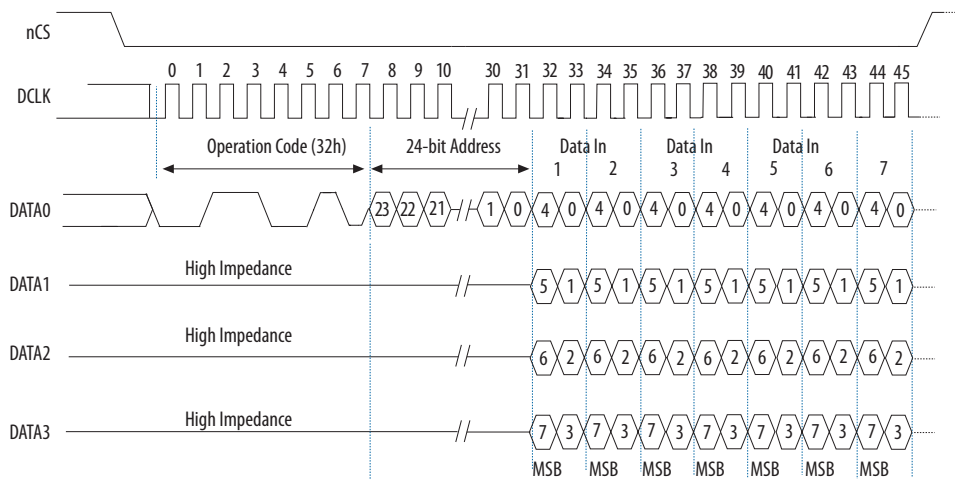 nCS
0 1 2 3 4 5 6 7 8 9 10 30 31 32 33 34 35 36 37 38 39 40 41 42 43 44 45
DCLK
Operation Code (32h) 24-bit Address Data In Data In Data In
1 2 3 4 5 6 7
DATA0 23 22 21 1 0 4 0 4 0 4 0 4 0 4 0 4 0 4 0
High Impedance
DATA1 5 1 5 1 5 1 5 1 5 1 5 1 5 1
High Impedance
DATA2 6 2 6 2 6 2 6 2 6 2 6 2 6 2
High Impedance
DATA3 7 3 7 3 7 3 7 3 7 3 7 3 7 3
MSB MSB MSB MSB MSB MSB MSB